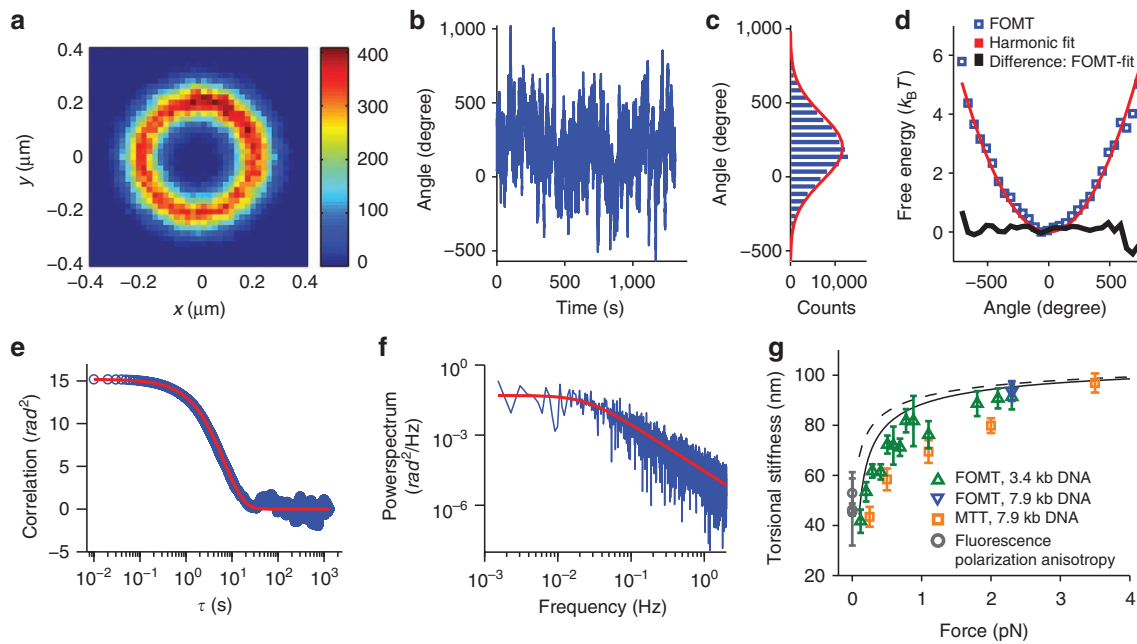 a
0.4
0.2
0
−0.2
−0.4
y (μm)
−0.4 −0.2 0 0.2 0.4
x (μm)
400
300
200
100
0
b
1,000
500
0
−500
Angle (degree)
0 500 1,000
Time (s)
c
1,000
500
0
−500
Angle (degree)
0 10,000
Counts
d
FOMT
Harmonic fit
Difference: FOMT-fit
6
4
2
0
Free energy (kB T)
−500 0 500
Angle (degree)
e
15
10
5
0
−5
Correlation (rad²)
10⁻² 10⁻¹ 10⁰ 10¹ 10² 10³
τ (s)
f
10⁰
10⁻³
10⁻⁶
Powerspectrum
(rad²/Hz)
10⁻³ 10⁻² 10⁻¹ 10⁰
Frequency (Hz)
g
100
80
60
40
20
Torsional stiffness (nm)
FOMT, 3.4 kb DNA
FOMT, 7.9 kb DNA
MTT, 7.9 kb DNA
Fluorescence
polarization anisotropy
0 1 2 3 4
Force (pN)